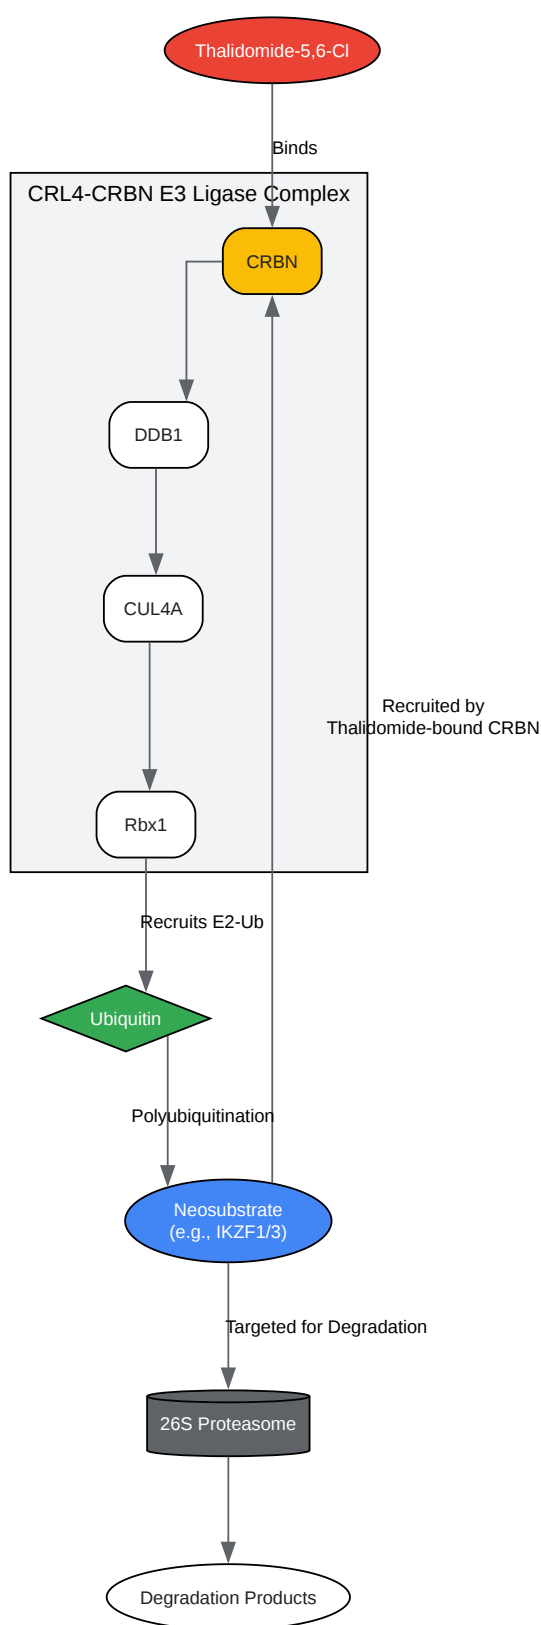 Thalidomide-5,6-Cl
Binds
CRL4-CRBN E3 Ligase Complex
CRBN
DDB1
CUL4A
Recruited by
Thalidomide-bound CRBN
Rbx1
Recruits E2-Ub
Ubiquitin
Polyubiquitination
Neosubstrate
(e.g., IKZF1/3)
Targeted for Degradation
26S Proteasome
Degradation Products